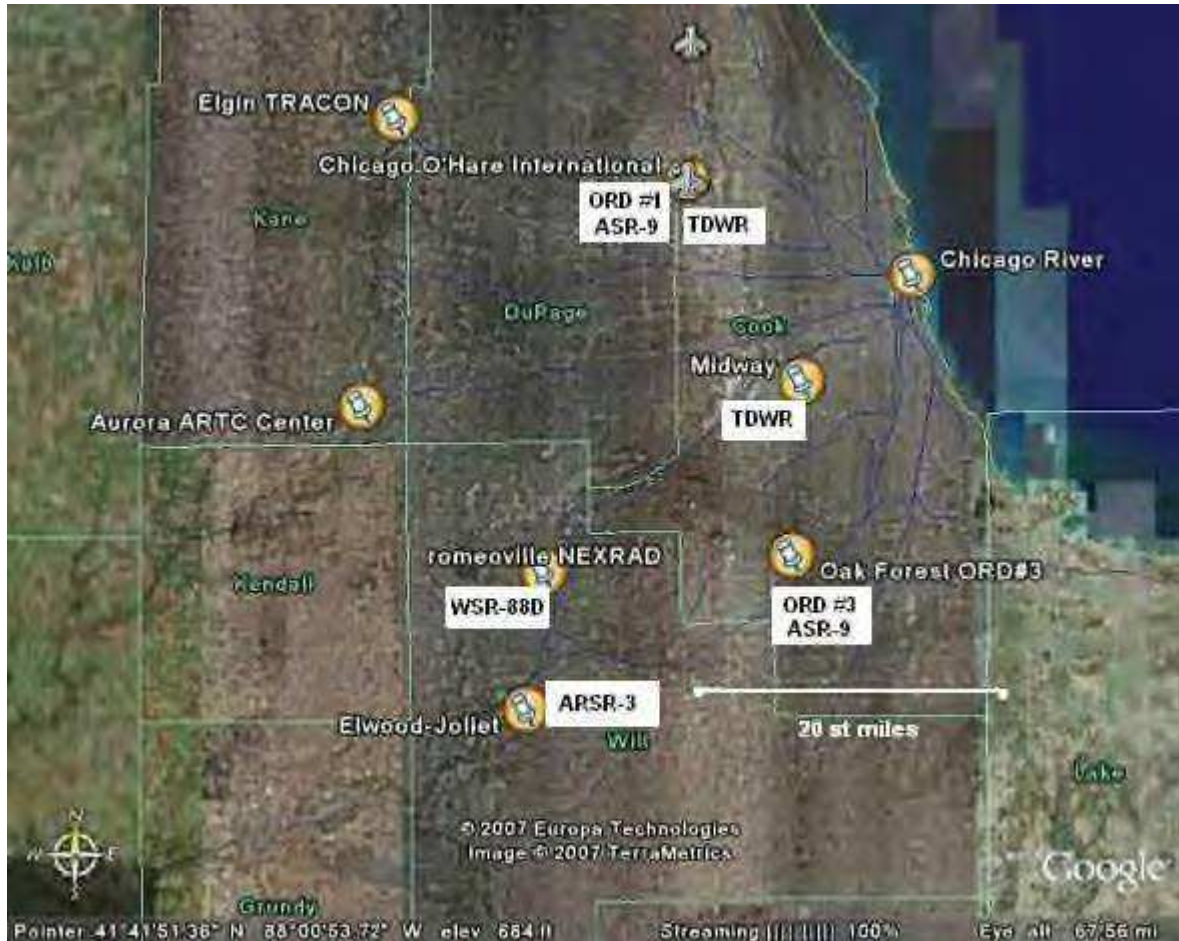 Elgin TRACON
Chicago O'Hare International
ORD #1
ASR-9
TDWR
Kane
Kalb
Chicago River
DuPage
Cook
Midway
TDWR
Aurora ARTC Center
romeoville NEXRAD
Kendall
WSR-88D
Oak Forest ORD#3
ORD #3
ASR-9
ARSR-3
Elwood-Joliet
20 st miles
Will
Lake
N
W E
S
© 2007 Europa Technologies
Image © 2007 TerraMetrics
Google
Grundy
Pointer 41°41'51.36" N 88°00'53.72" W elev 684 ft Streaming ||||||||| 100% Eye alt 67.56 mi